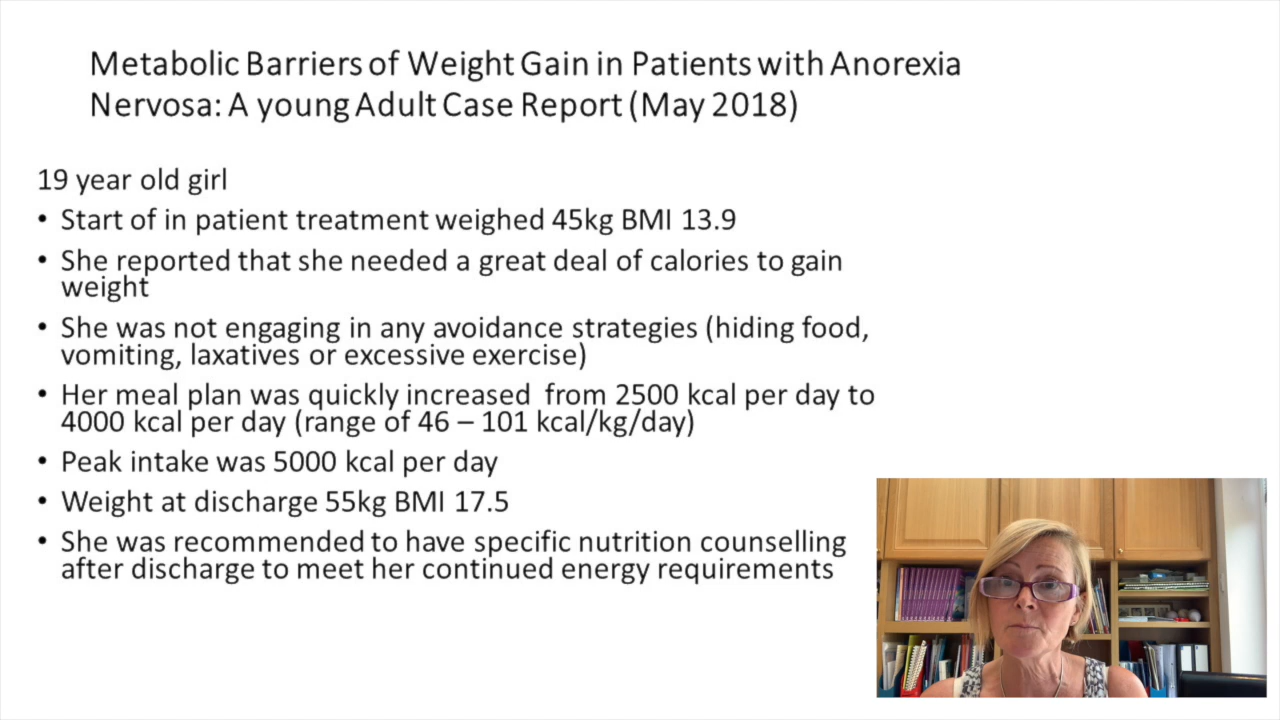 Metabolic Barriers of Weight Gain in Patients with Anorexia
Nervosa: A young Adult Case Report (May 2018)
19 year old girl
• Start of in patient treatment weighed 45kg BMI 13.9
• She reported that she needed a great deal of calories to gain
weight
• She was not engaging in any avoidance strategies (hiding food,
vomiting, laxatives or excessive exercise)
• Her meal plan was quickly increased from 2500 kcal per day to
4000 kcal per day (range of 46 – 101 kcal/kg/day)
• Peak intake was 5000 kcal per day
• Weight at discharge 55kg BMI 17.5
• She was recommended to have specific nutrition counselling
after discharge to meet her continued energy requirements